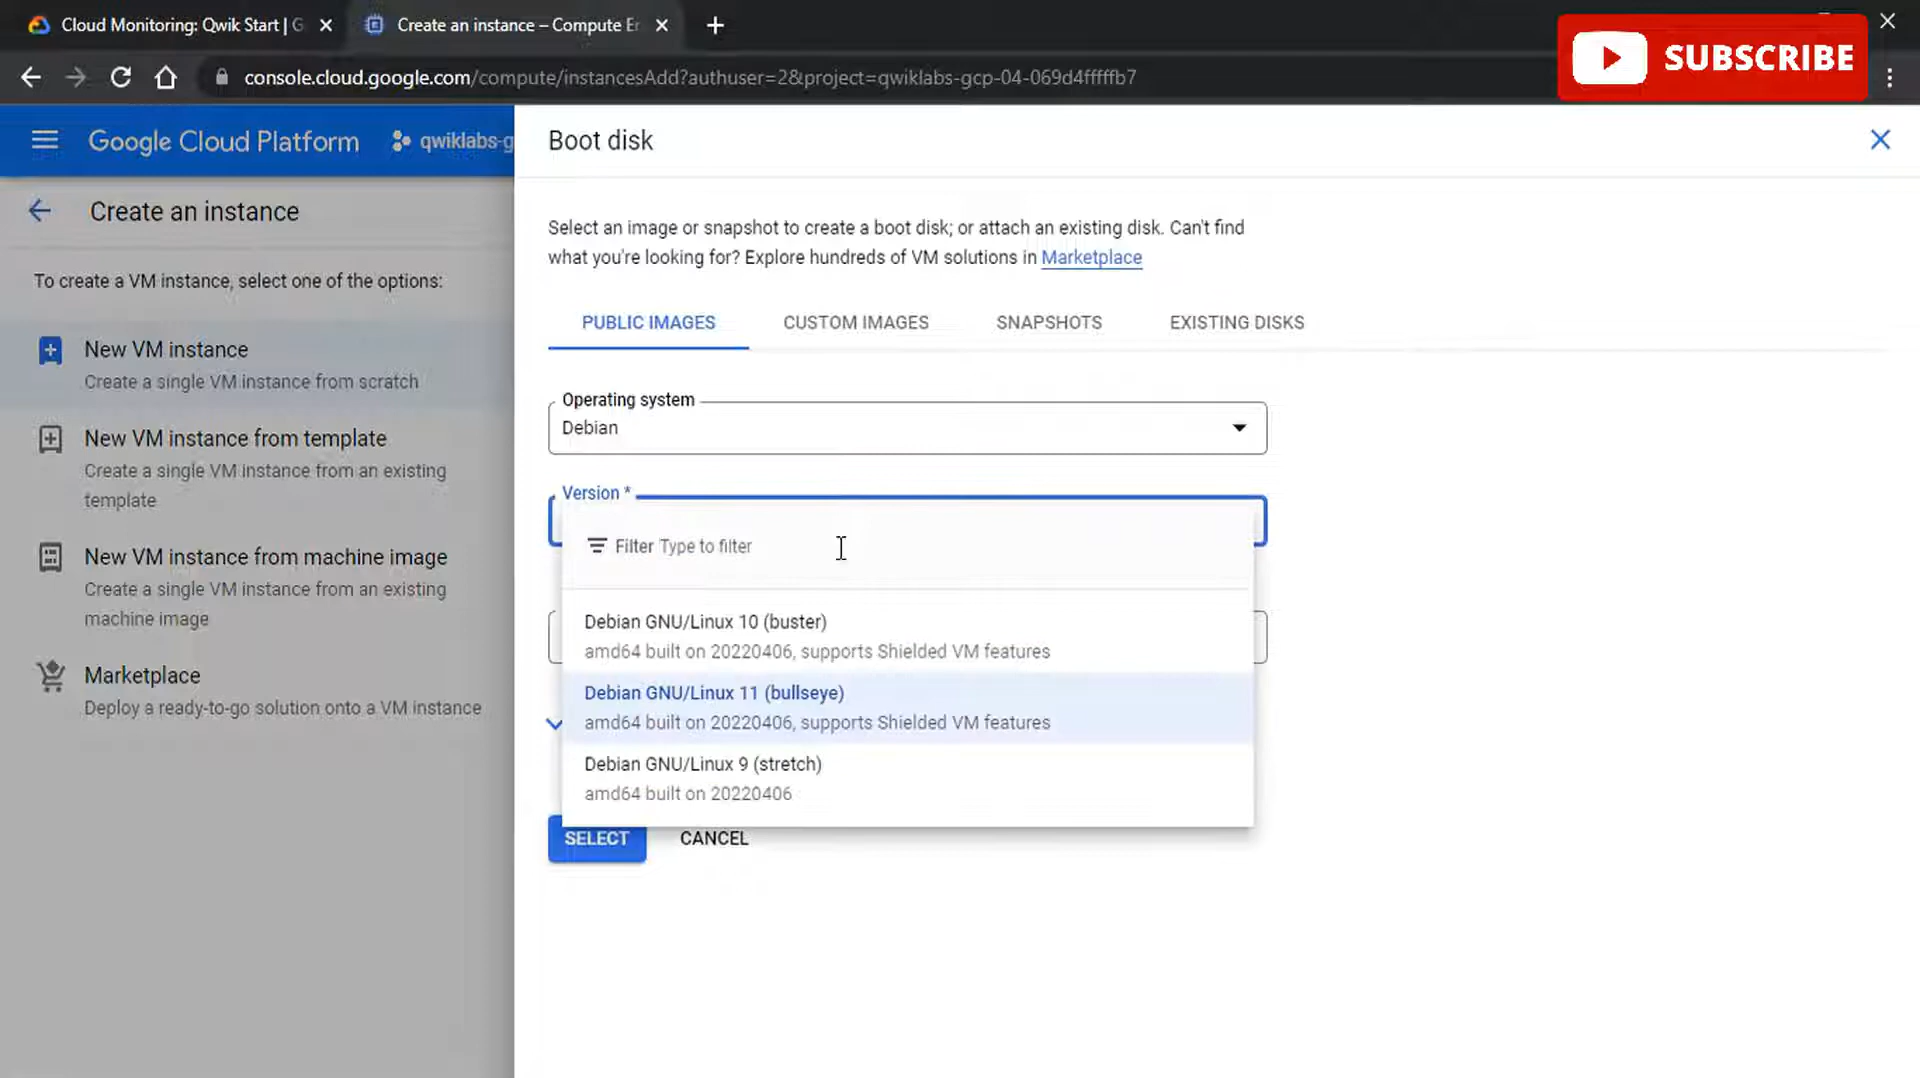 Cloud Monitoring: Qwik Start | G
Create an instance – Compute En
console.cloud.google.com/compute/instancesAdd?authuser=2&project=qwiklabs-gcp-04-069d4fffffb7
SUBSCRIBE
Google Cloud Platform
qwiklabs-g
Create an instance
To create a VM instance, select one of the options:
New VM instance
Create a single VM instance from scratch
New VM instance from template
Create a single VM instance from an existing
template
New VM instance from machine image
Create a single VM instance from an existing
machine image
Marketplace
Deploy a ready-to-go solution onto a VM instance
Boot disk
Select an image or snapshot to create a boot disk; or attach an existing disk. Can't find
what you're looking for? Explore hundreds of VM solutions in Marketplace
PUBLIC IMAGES
CUSTOM IMAGES
SNAPSHOTS
EXISTING DISKS
Operating system
Debian
Version *
Filter Type to filter
Debian GNU/Linux 10 (buster)
amd64 built on 20220406, supports Shielded VM features
Debian GNU/Linux 11 (bullseye)
amd64 built on 20220406, supports Shielded VM features
Debian GNU/Linux 9 (stretch)
amd64 built on 20220406
SELECT
CANCEL